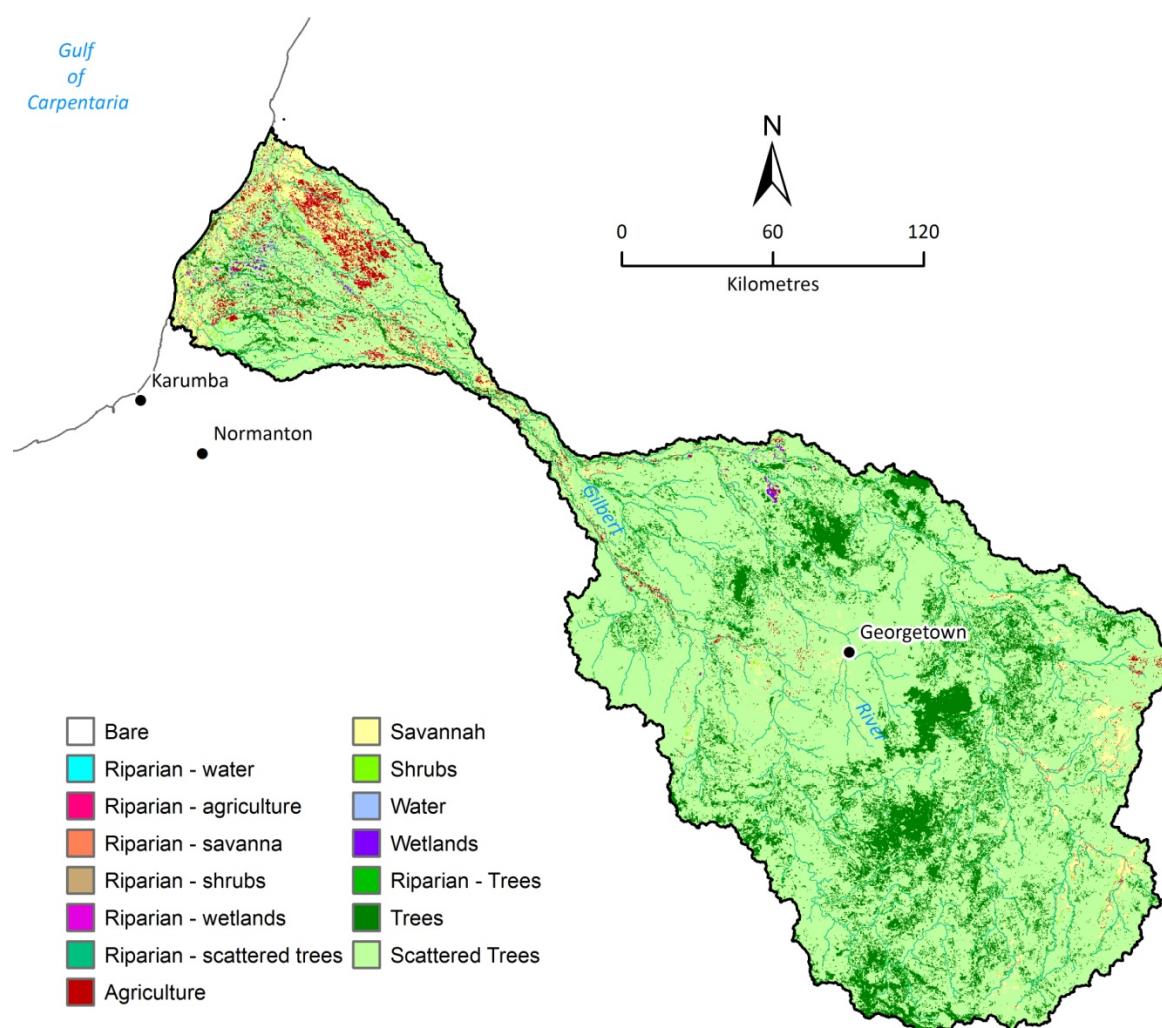 Gulf
of
Carpentaria
N
0 60 120
Kilometres
Karumba
Normanton
Gilbert
Georgetown
River
Bare
Riparian - water
Riparian - agriculture
Riparian - savanna
Riparian - shrubs
Riparian - wetlands
Riparian - scattered trees
Agriculture
Savannah
Shrubs
Water
Wetlands
Riparian - Trees
Trees
Scattered Trees